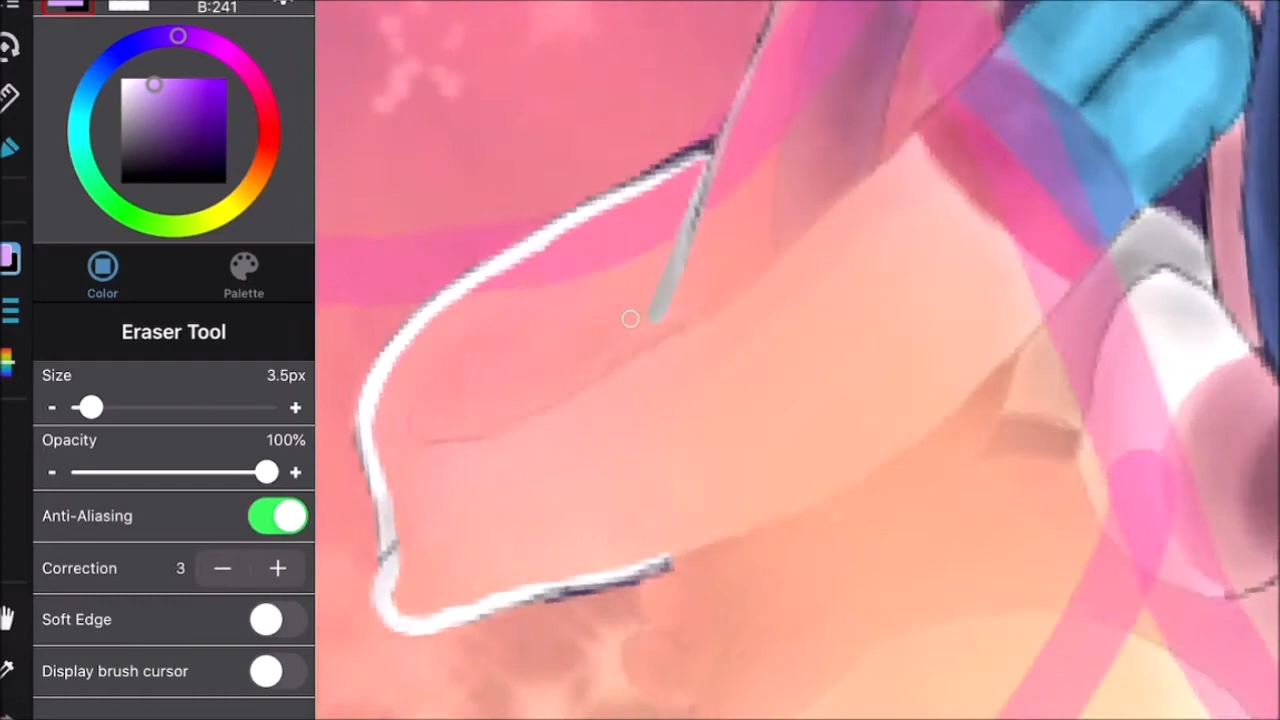 B:241
Color
Palette
Eraser Tool
Size 3.5px
- +
Opacity 100%
- +
Anti-Aliasing
Correction 3 − +
Soft Edge
Display brush cursor